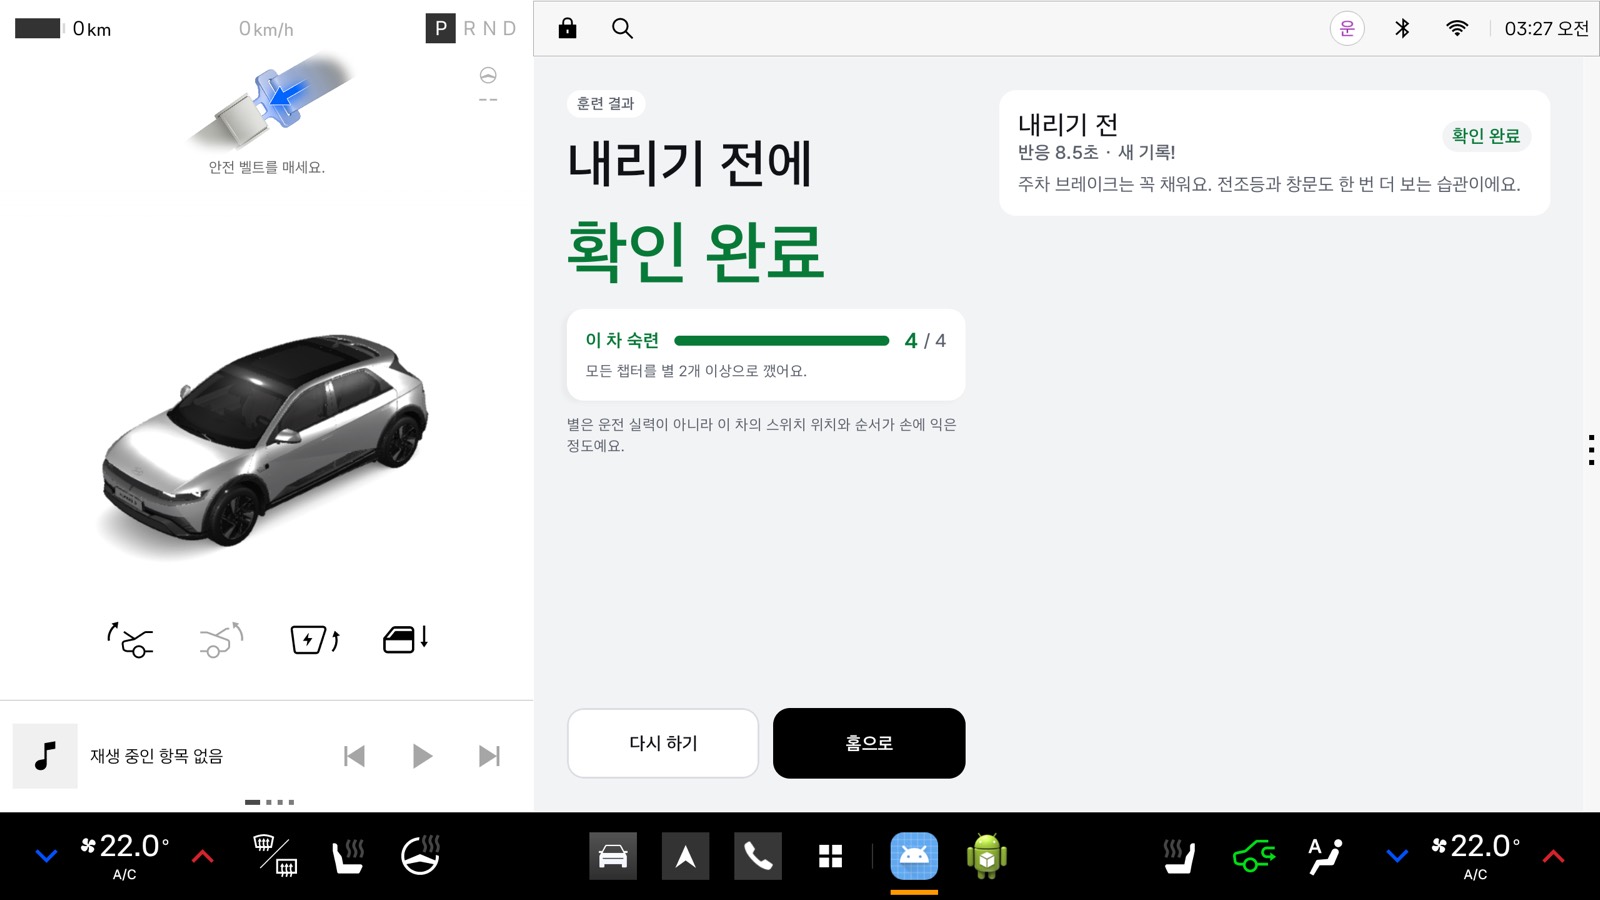 0 km
0 km/h
P R N D
--
안전 벨트를 매세요.
재생 중인 항목 없음
운
03:27 오전
훈련 결과
내리기 전에
확인 완료
이 차 숙련 4 / 4
모든 챕터를 별 2개 이상으로 깼어요.
별은 운전 실력이 아니라 이 차의 스위치 위치와 순서가 손에 익은
정도예요.
다시 하기
홈으로
내리기 전
확인 완료
반응 8.5초 · 새 기록!
주차 브레이크는 꼭 채워요. 전조등과 창문도 한 번 더 보는 습관이에요.
22.0°
A/C
A
22.0°
A/C